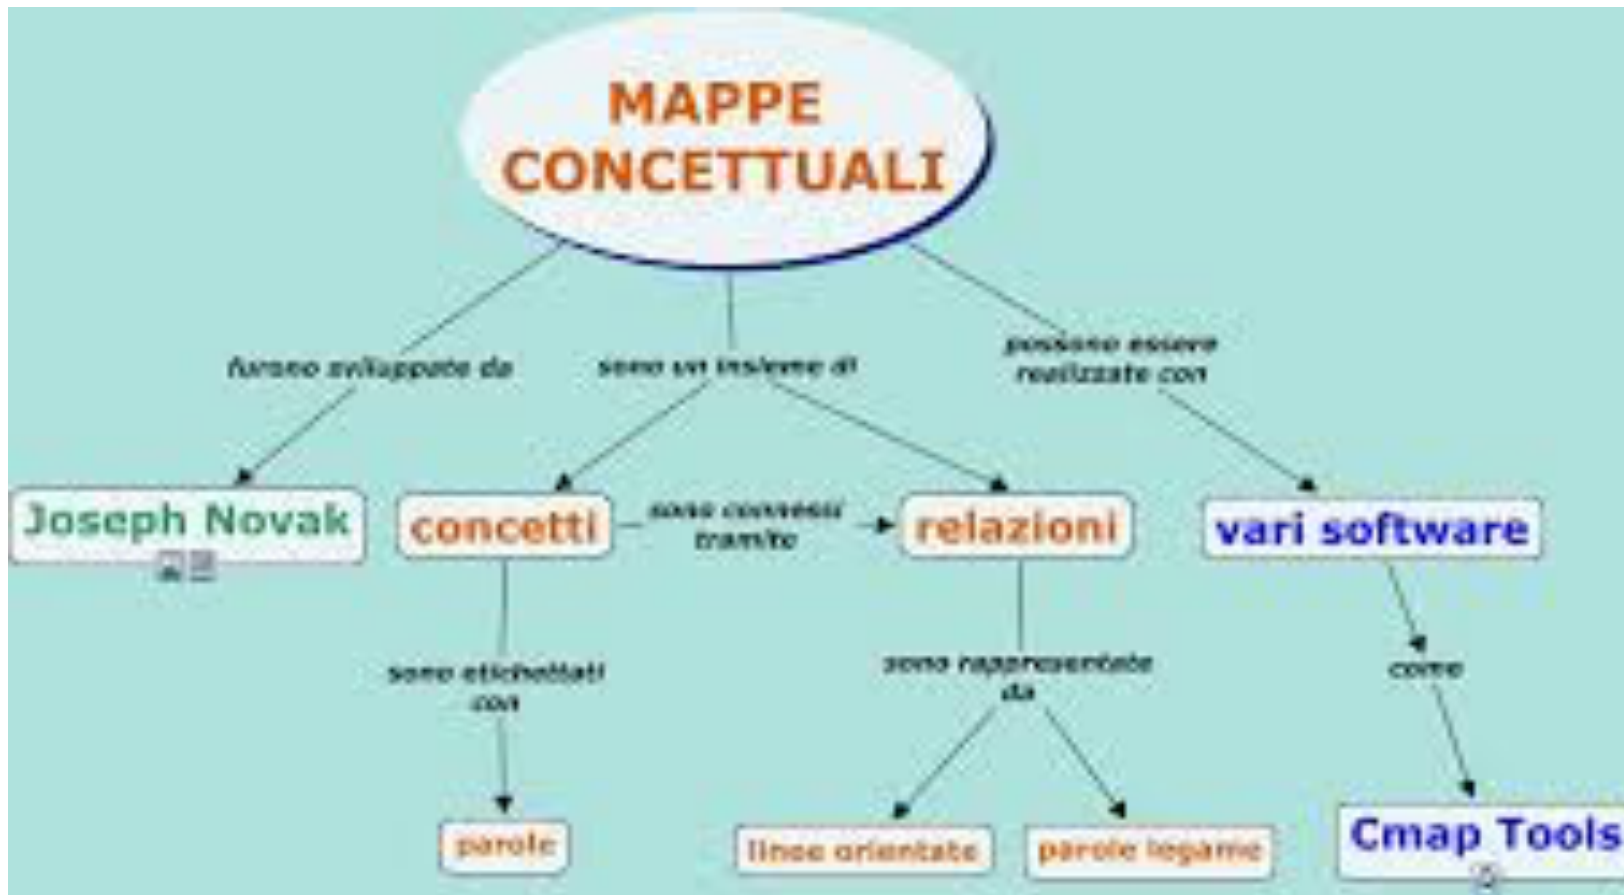 MAPPE
CONCETTUALI
furono sviluppate da
sono un insieme di
possono essere
realizzate con
Joseph Novak
concetti
sono connessi
tramite
relazioni
vari software
sono etichettati
con
sono rappresentate
da
come
parole
linee orientate
parole legame
Cmap Tools